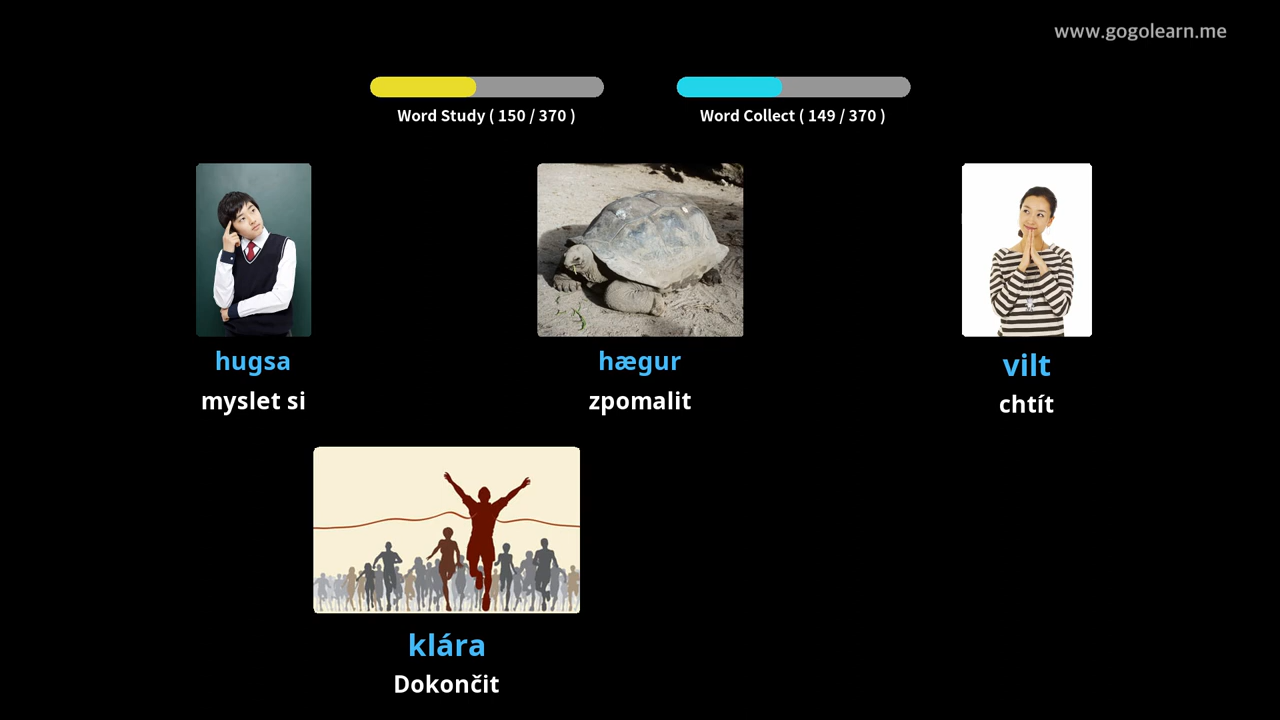 www.gogolearn.me
Word Study ( 150 / 370 )
Word Collect ( 149 / 370 )
hugsa
myslet si
hægur
zpomalit
vilt
chtít
klára
Dokončit